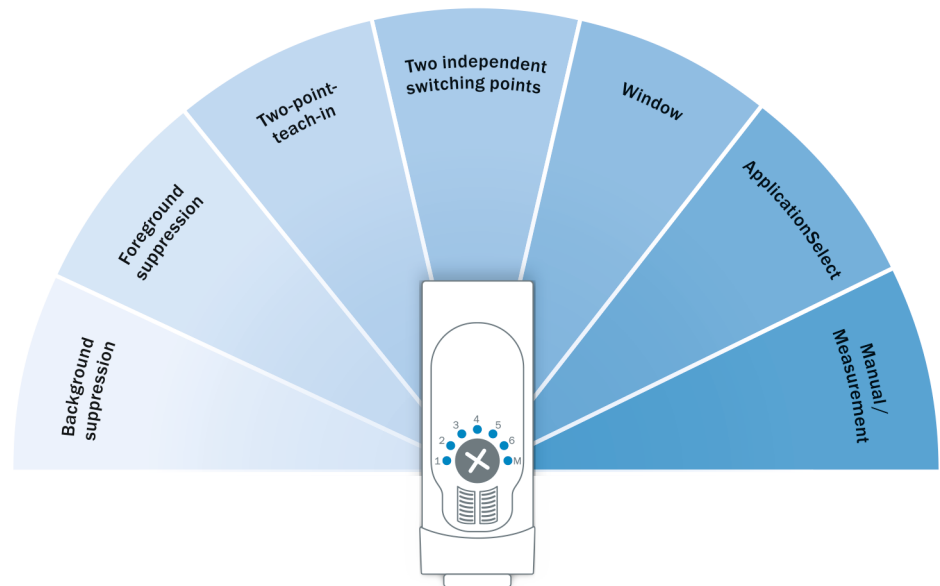 Background
suppression
Foreground
suppression
Two-point-
teach-in
Two independent
switching points
Window
ApplicationSelect
Manual/
Measurement
1
2
3
4
5
6
M